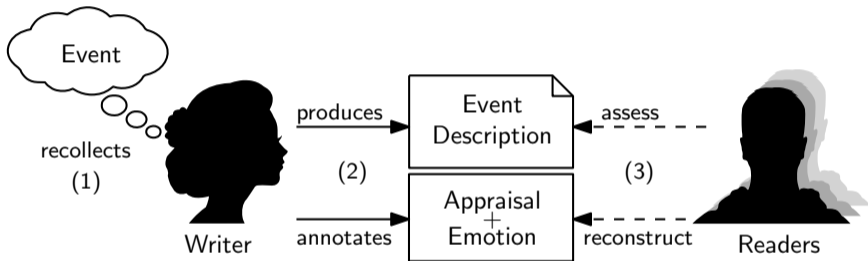 Event
recollects
(1)
Writer
produces
(2)
annotates
Event
Description
Appraisal
+
Emotion
assess
(3)
reconstruct
Readers